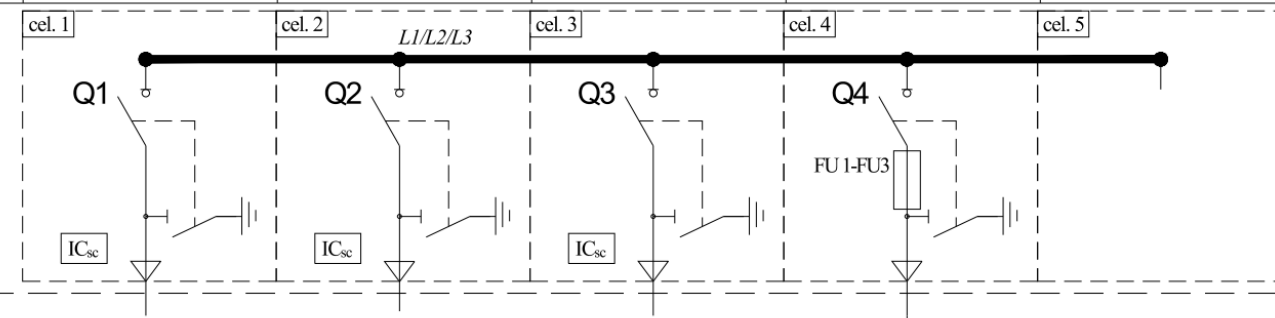 cel. 1
cel. 2
cel. 3
cel. 4
cel. 5
L1/L2/L3
Q1
Q2
Q3
Q4
FU 1-FU3
ICsc
ICsc
ICsc